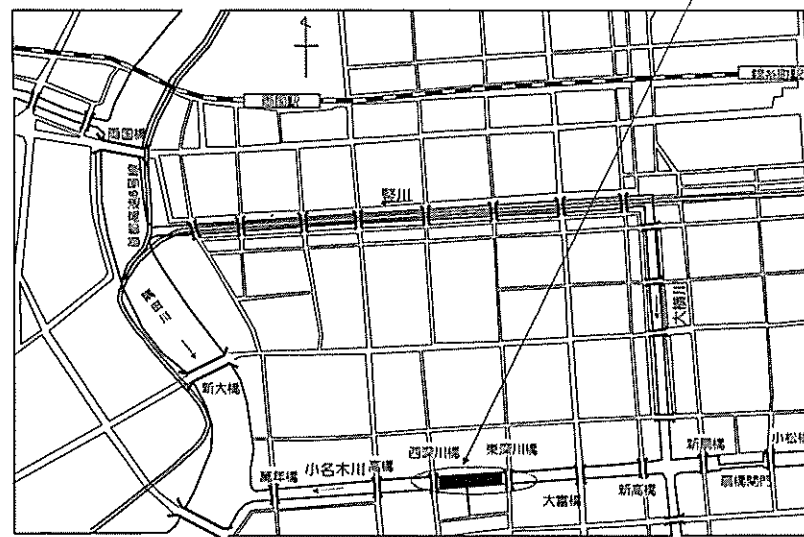 両国駅
錦糸町駅
両国橋
首都高速6号線
竪川
隅田川
大横川
新大橋
西深川橋
東深川橋
新扇橋
小松橋
小名木川
高橋
萬年橋
大富橋
新高橋
扇橋閘門